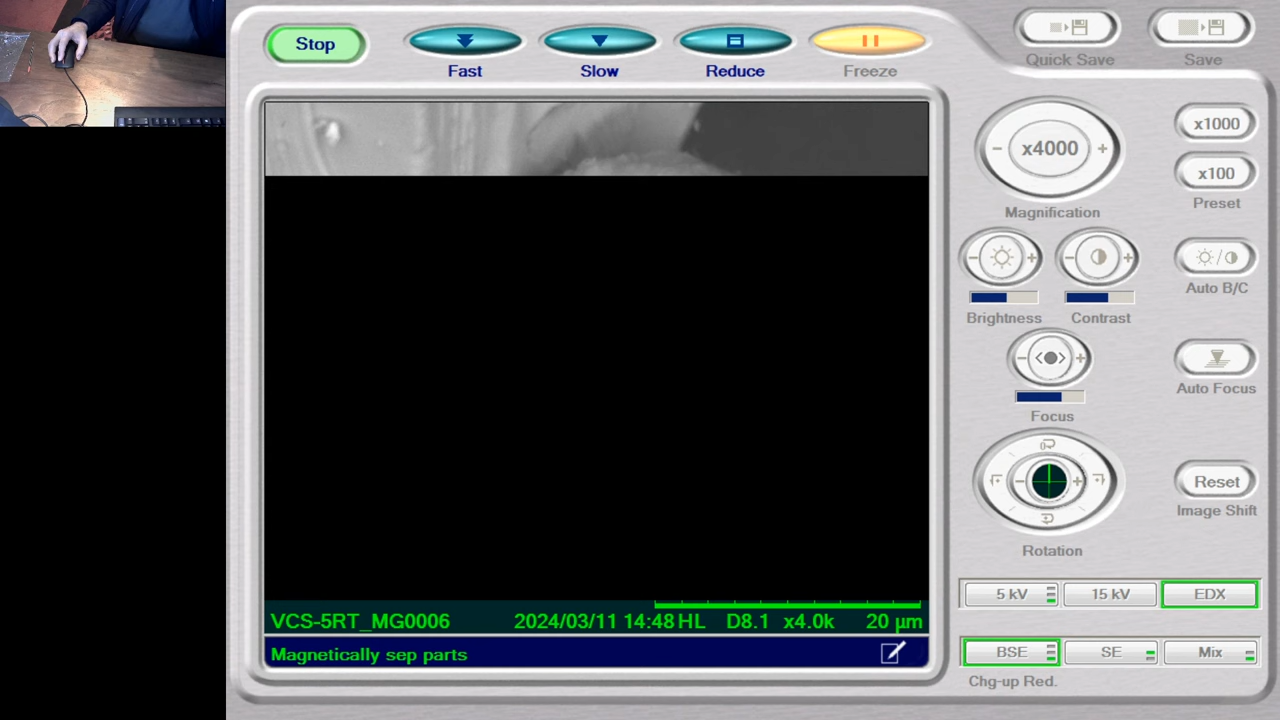 Stop
Fast
Slow
Reduce
Freeze
Quick Save
Save
x4000
Magnification
x1000
x100
Preset
Brightness
Contrast
Auto B/C
Focus
Auto Focus
Rotation
Reset
Image Shift
5 kV
15 kV
EDX
BSE
SE
Mix
Chg-up Red.
VCS-5RT_MG0006 2024/03/11 14:48 HL D8.1 x4.0k 20 µm
Magnetically sep parts